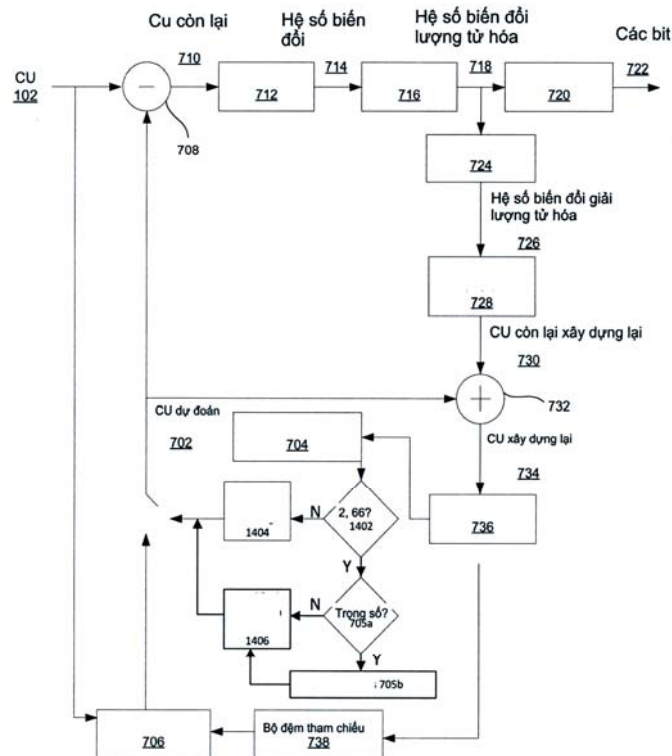 Cu còn lại
Hệ số biến đổi
Hệ số biến đổi lượng tử hóa
Các bit
CU
102
710
714
718
722
712
716
720
708
724
Hệ số biến đổi giải lượng tử hóa
726
728
CU còn lại xây dựng lại
730
732
CU dự đoán
702
704
CU xây dựng lại
734
736
2, 66?
1402
N
1404
Y
Trọng số?
705a
N
1406
Y
705b
706
Bộ đệm tham chiếu
738